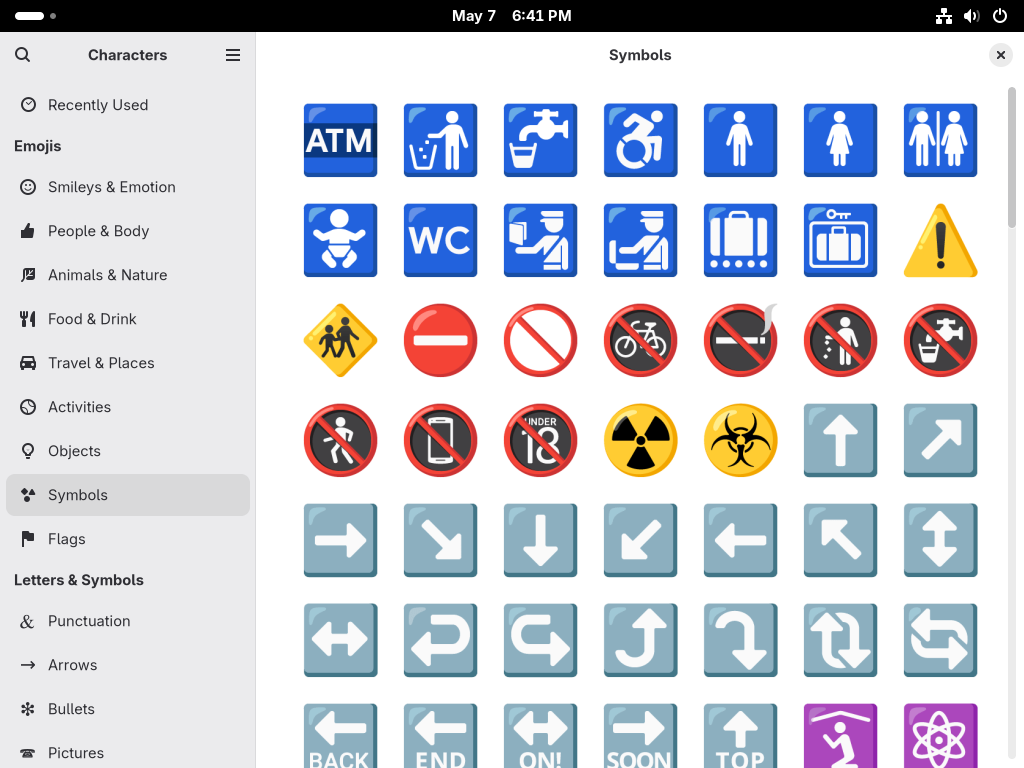 May 7 6:41 PM
Characters
Symbols
Recently Used
Emojis
Smileys & Emotion
People & Body
Animals & Nature
Food & Drink
Travel & Places
Activities
Objects
Symbols
Flags
Letters & Symbols
& Punctuation
Arrows
Bullets
Pictures
ATM
WC
UNDER
18
BACK
END
ON!
SOON
TOP